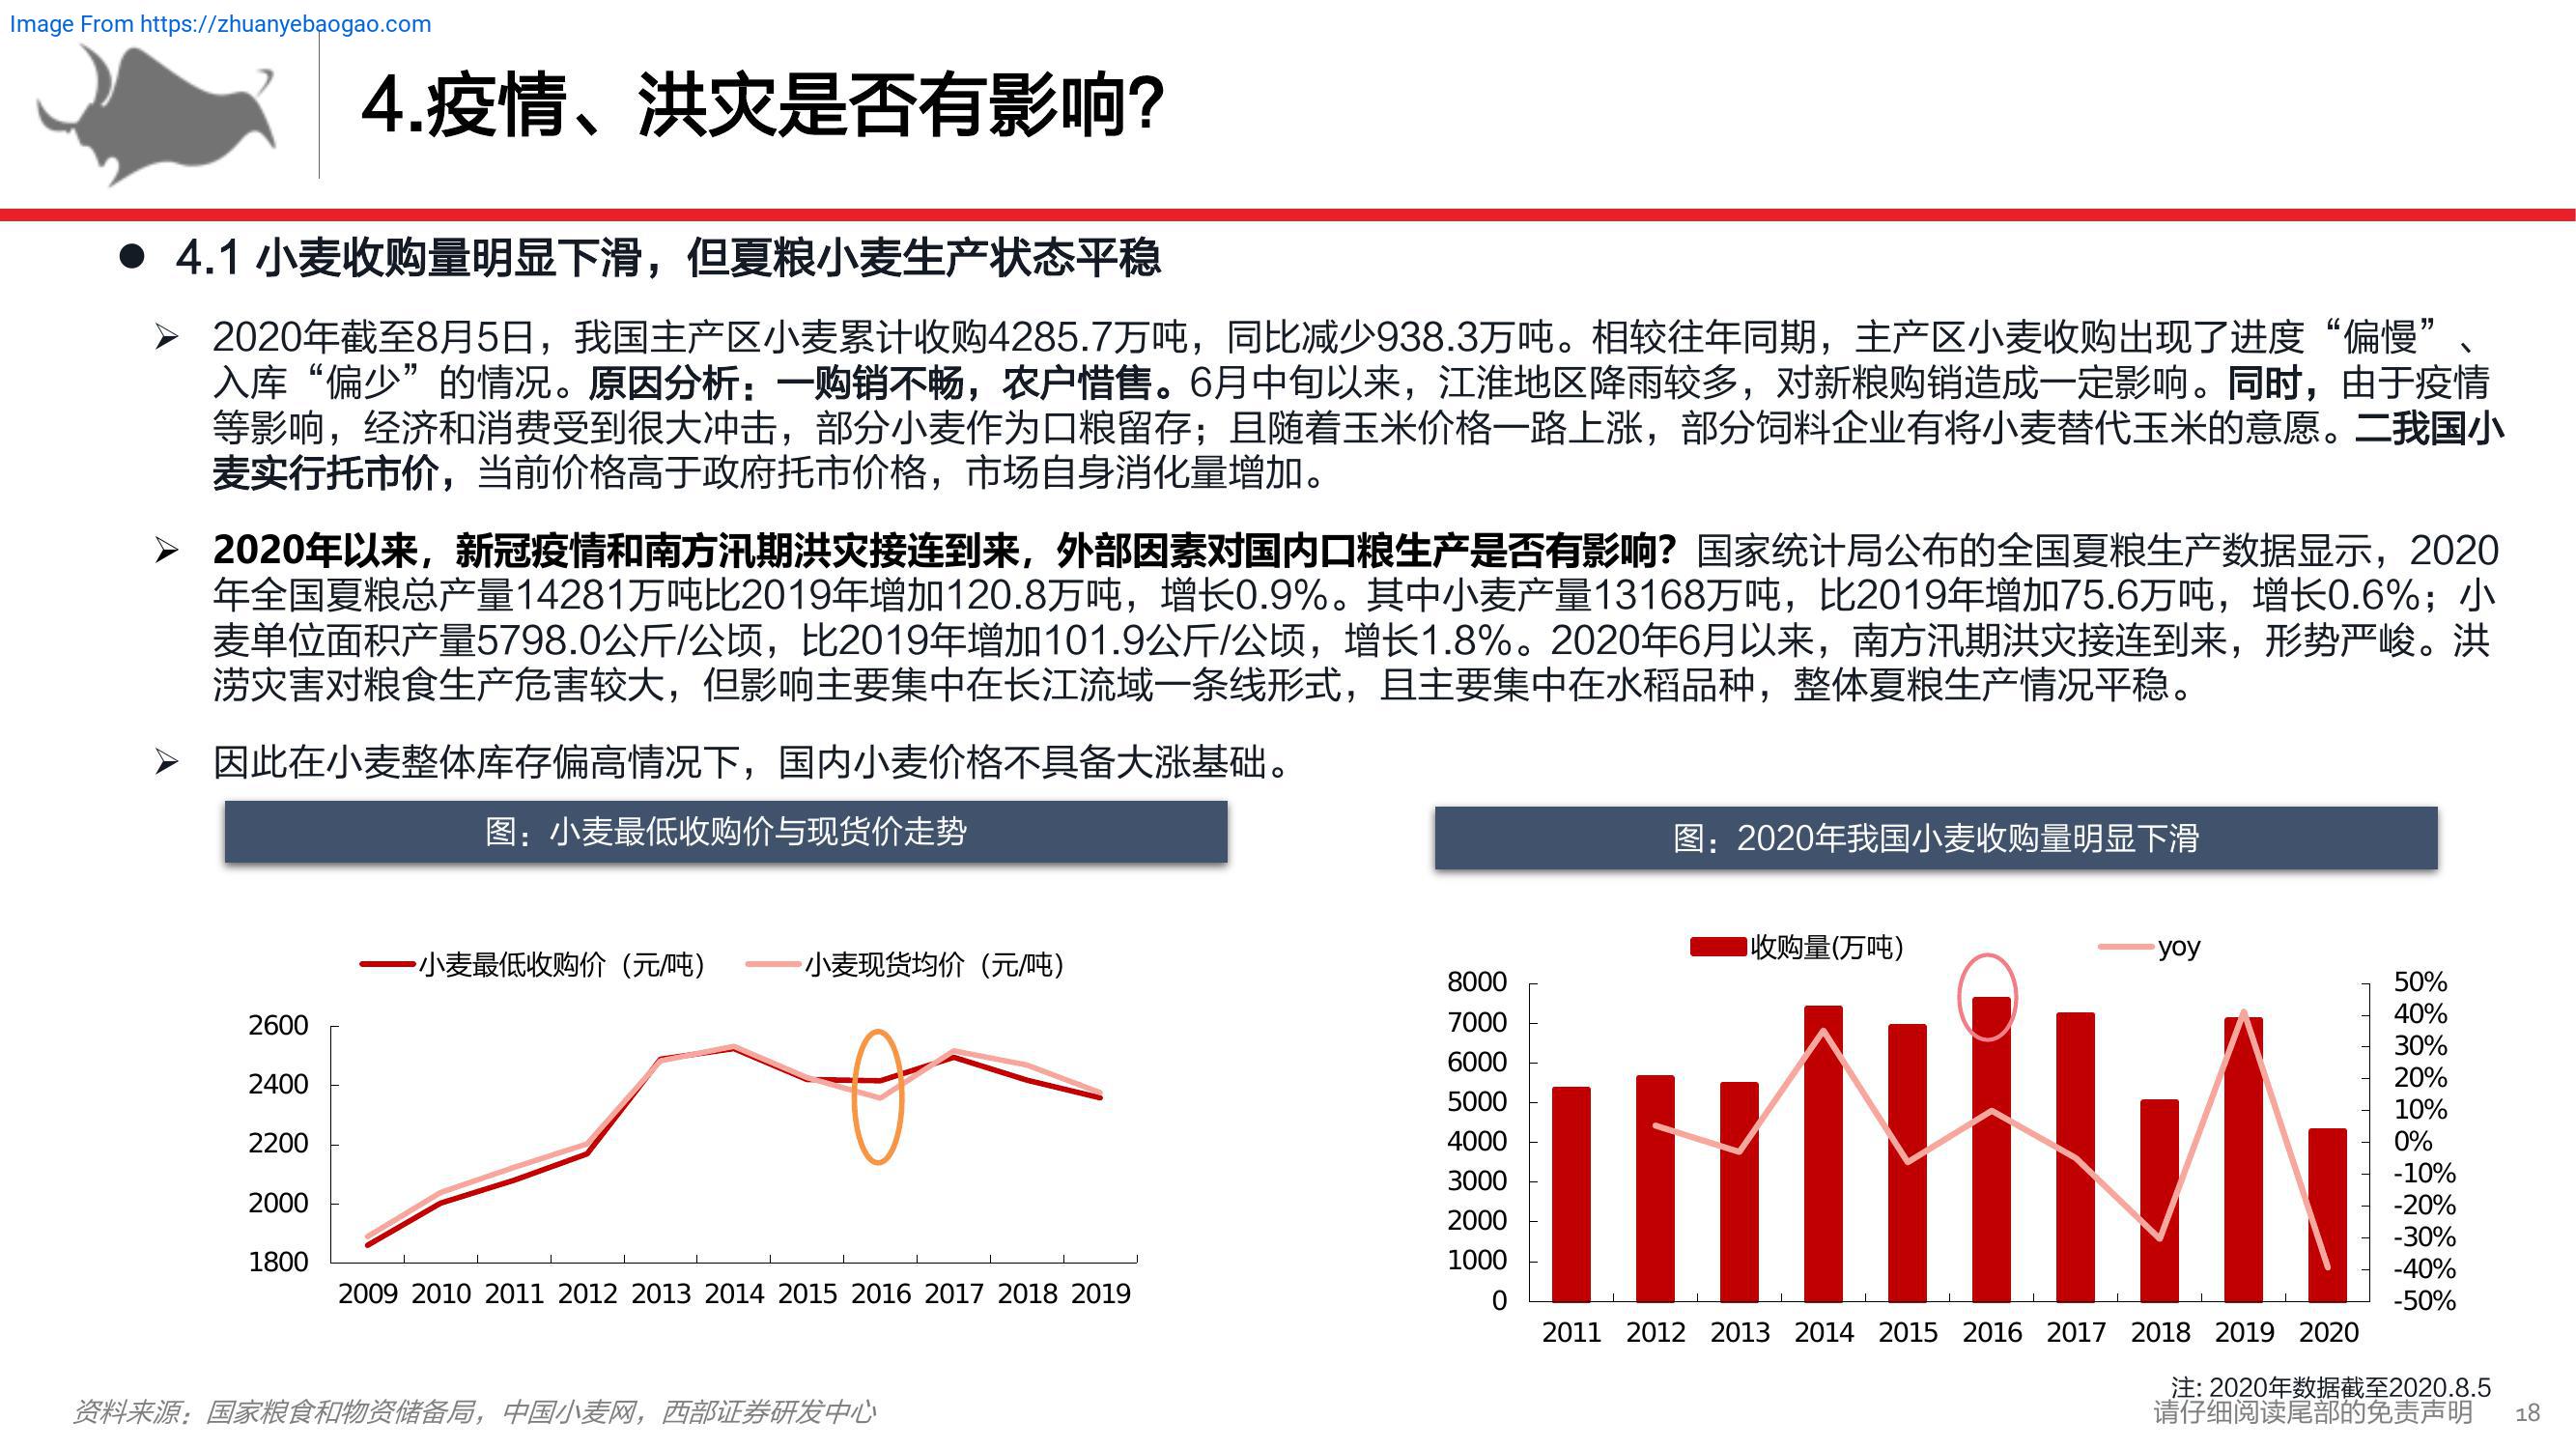 Image From https://zhuanyebaogao.com
4.疫情、洪灾是否有影响?
● 4.1 小麦收购量明显下滑，但夏粮小麦生产状态平稳
➢ 2020年截至8月5日，我国主产区小麦累计收购4285.7万吨，同比减少938.3万吨。相较往年同期，主产区小麦收购出现了进度“偏慢”、
入库“偏少”的情况。原因分析：一购销不畅，农户惜售。6月中旬以来，江淮地区降雨较多，对新粮购销造成一定影响。同时，由于疫情
等影响，经济和消费受到很大冲击，部分小麦作为口粮留存；且随着玉米价格一路上涨，部分饲料企业有将小麦替代玉米的意愿。二我国小
麦实行托市价，当前价格高于政府托市价格，市场自身消化量增加。
➢ 2020年以来，新冠疫情和南方汛期洪灾接连到来，外部因素对国内口粮生产是否有影响？国家统计局公布的全国夏粮生产数据显示，2020
年全国夏粮总产量14281万吨比2019年增加120.8万吨，增长0.9%。其中小麦产量13168万吨，比2019年增加75.6万吨，增长0.6%；小
麦单位面积产量5798.0公斤/公顷，比2019年增加101.9公斤/公顷，增长1.8%。2020年6月以来，南方汛期洪灾接连到来，形势严峻。洪
涝灾害对粮食生产危害较大，但影响主要集中在长江流域一条线形式，且主要集中在水稻品种，整体夏粮生产情况平稳。
➢ 因此在小麦整体库存偏高情况下，国内小麦价格不具备大涨基础。
图：小麦最低收购价与现货价走势
小麦最低收购价（元/吨） 小麦现货均价（元/吨）
2600
2400
2200
2000
1800
2009 2010 2011 2012 2013 2014 2015 2016 2017 2018 2019
图：2020年我国小麦收购量明显下滑
收购量(万吨) yoy
8000 50%
7000 40%
6000 30%
5000 20%
4000 10%
3000 0%
2000 -10%
1000 -20%
0 -30%
-40%
-50%
2011 2012 2013 2014 2015 2016 2017 2018 2019 2020
注: 2020年数据截至2020.8.5
资料来源：国家粮食和物资储备局，中国小麦网，西部证券研发中心
请仔细阅读尾部的免责声明 18